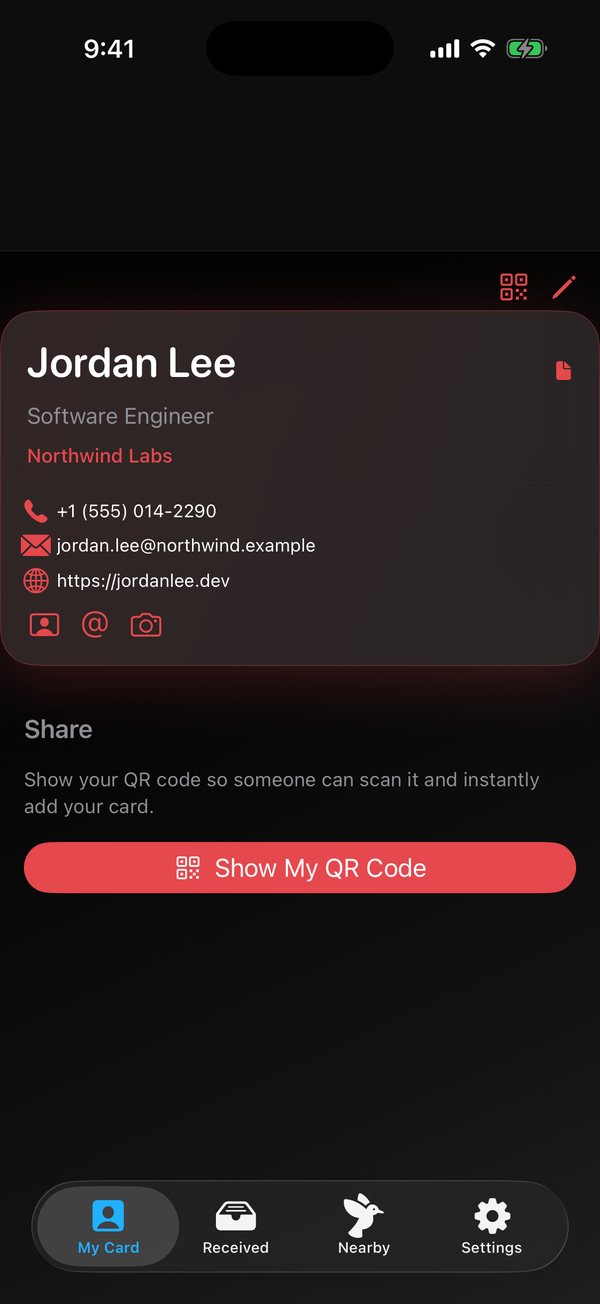 9:41
Jordan Lee
Software Engineer
Northwind Labs
+1 (555) 014-2290
jordan.lee@northwind.example
https://jordanlee.dev
Share
Show your QR code so someone can scan it and instantly
add your card.
Show My QR Code
My Card
Received
Nearby
Settings